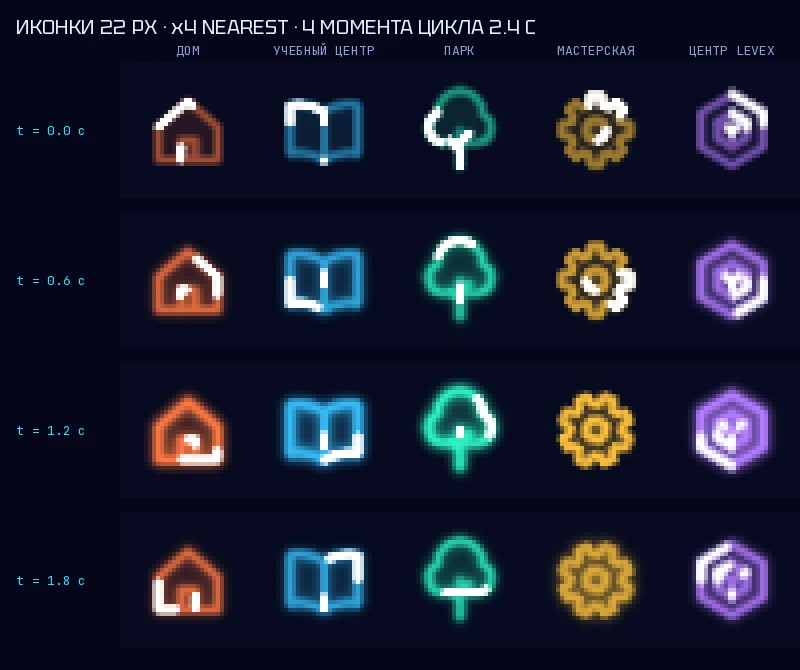 ИКОНКИ 22 PX · x4 NEAREST · 4 МОМЕНТА ЦИКЛА 2.4 С
ДОМ УЧЕБНЫЙ ЦЕНТР ПАРК МАСТЕРСКАЯ ЦЕНТР LEVEX
t = 0.0 с
t = 0.6 с
t = 1.2 с
t = 1.8 с